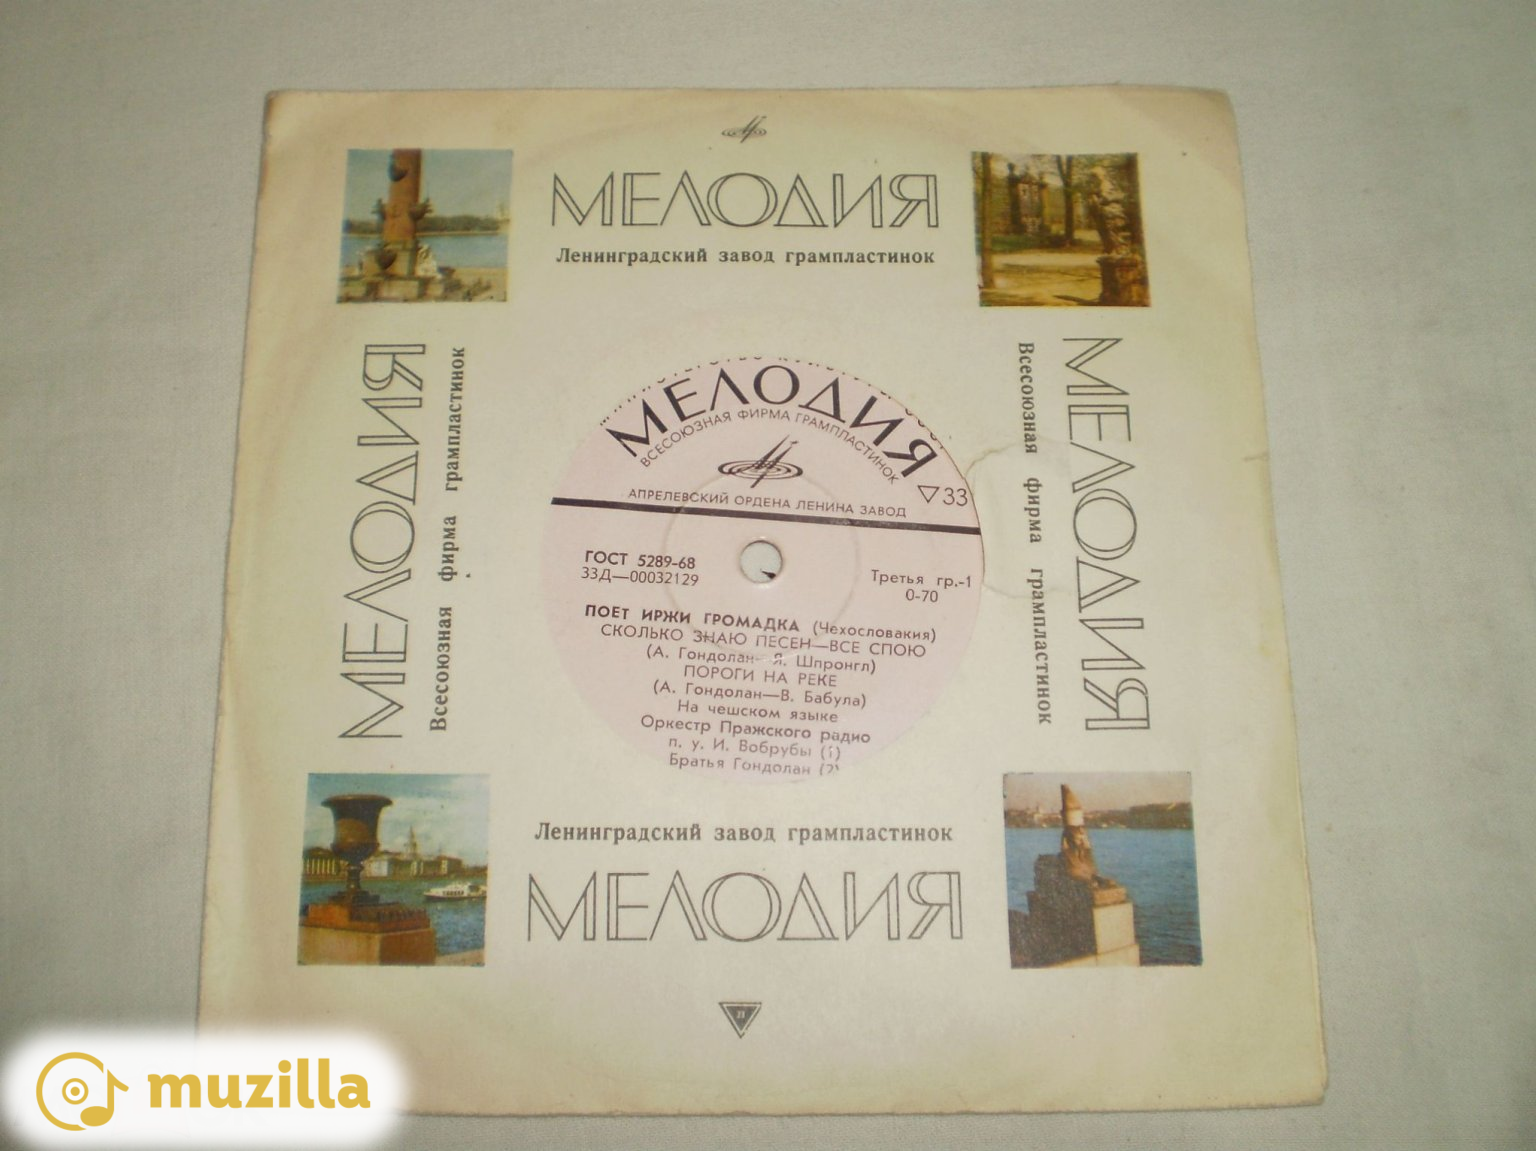 МЕЛОДИЯ
Ленинградский завод грампластинок
МЕЛОДИЯ
Всесоюзная фирма грампластинок
МЕЛОДИЯ
Всесоюзная фирма грампластинок
МЕЛОДИЯ
ВСЕСОЮЗНАЯ ФИРМА ГРАМПЛАСТИНОК
АПРЕЛЕВСКИЙ ОРДЕНА ЛЕНИНА ЗАВОД
33
ГОСТ 5289-68
33Д—00032129
Третья гр.-1
0-70
ПОЕТ ИРЖИ ГРОМАДКА (Чехословакия)
СКОЛЬКО ЗНАЮ ПЕСЕН—ВСЕ СПОЮ
(А. Гондолан—Я. Шпронгл)
ПОРОГИ НА РЕКЕ
(А. Гондолан—В. Бабула)
На чешском языке
Оркестр Пражского радио
п. у. И. Вобрубы (1)
Братья Гондолан (2)
Ленинградский завод грампластинок
МЕЛОДИЯ
muzilla